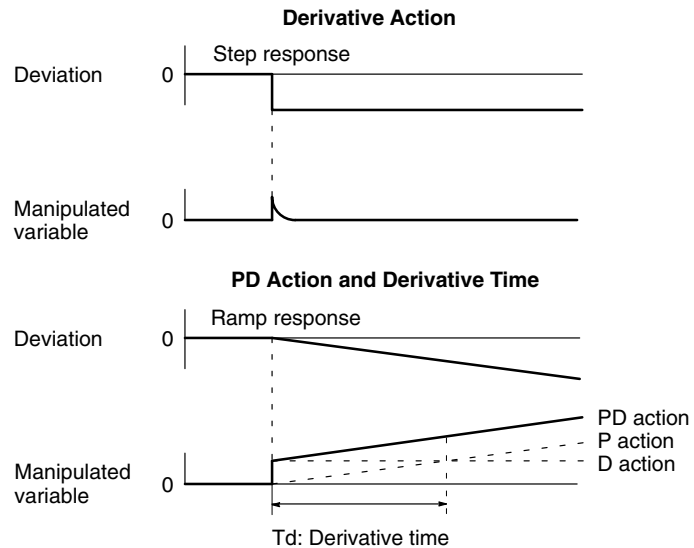 Derivative Action
Step response
Deviation 0
Manipulated
variable 0
PD Action and Derivative Time
Ramp response
Deviation 0
PD action
P action
D action
Manipulated
variable 0
Td: Derivative time